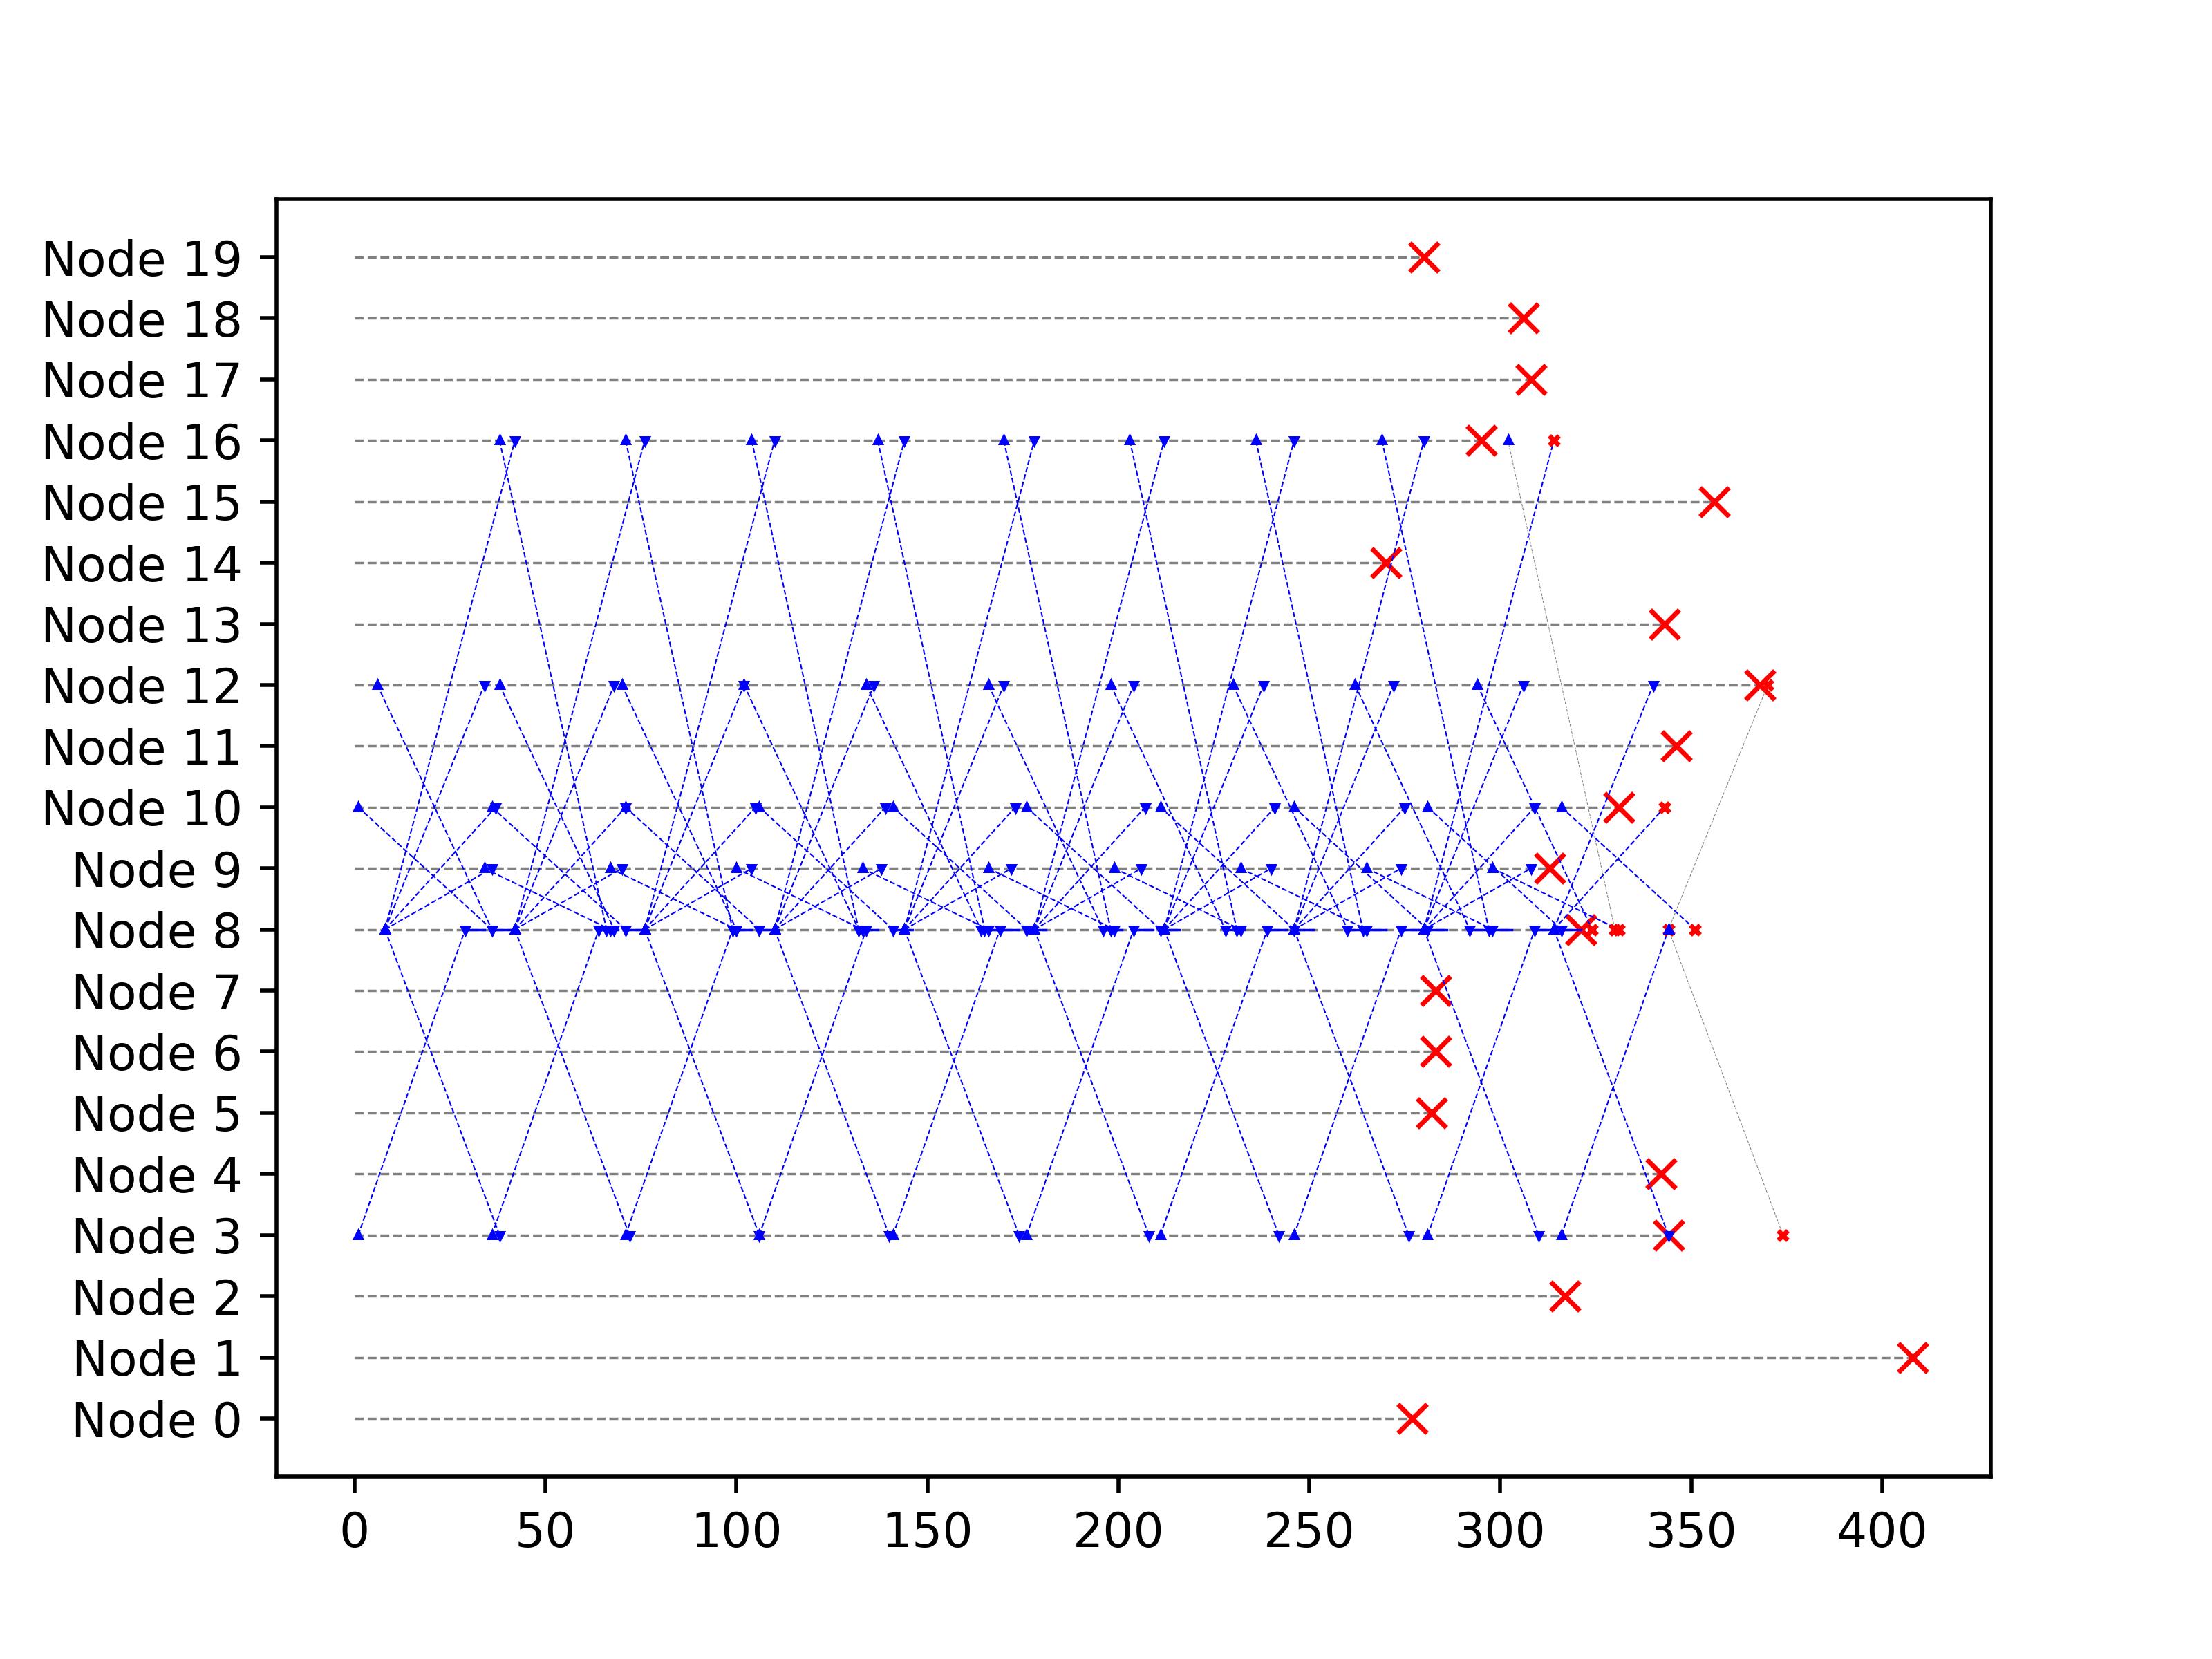 Node 19
Node 18
Node 17
Node 16
Node 15
Node 14
Node 13
Node 12
Node 11
Node 10
Node 9
Node 8
Node 7
Node 6
Node 5
Node 4
Node 3
Node 2
Node 1
Node 0
0 50 100 150 200 250 300 350 400